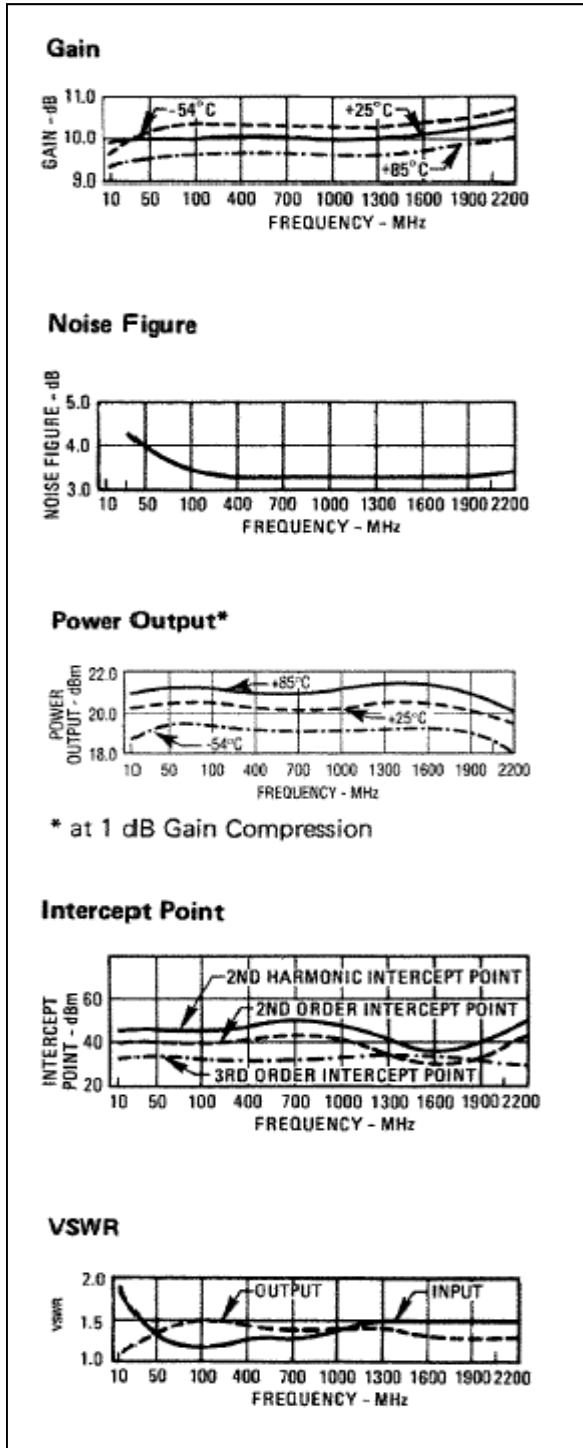 Gain
11.0
-54°C
+25°C
GAIN - dB
10.0
+85°C
9.0
10 50 100 400 700 1000 1300 1600 1900 2200
FREQUENCY - MHz
Noise Figure
NOISE FIGURE - dB
5.0
4.0
3.0
10 50 100 400 700 1000 1300 1600 1900 2200
FREQUENCY - MHz
Power Output*
POWER
OUTPUT - dBm
22.0
+85°C
20.0
+25°C
-54°C
18.0
10 50 100 400 700 1000 1300 1600 1900 2200
FREQUENCY - MHz
* at 1 dB Gain Compression
Intercept Point
INTERCEPT
POINT - dBm
2ND HARMONIC INTERCEPT POINT
60
2ND ORDER INTERCEPT POINT
40
3RD ORDER INTERCEPT POINT
20
10 50 100 400 700 1000 1300 1600 1900 2200
FREQUENCY - MHz
VSWR
VSWR
2.0
OUTPUT
INPUT
1.5
1.0
10 50 100 400 700 1000 1300 1600 1900 2200
FREQUENCY - MHz